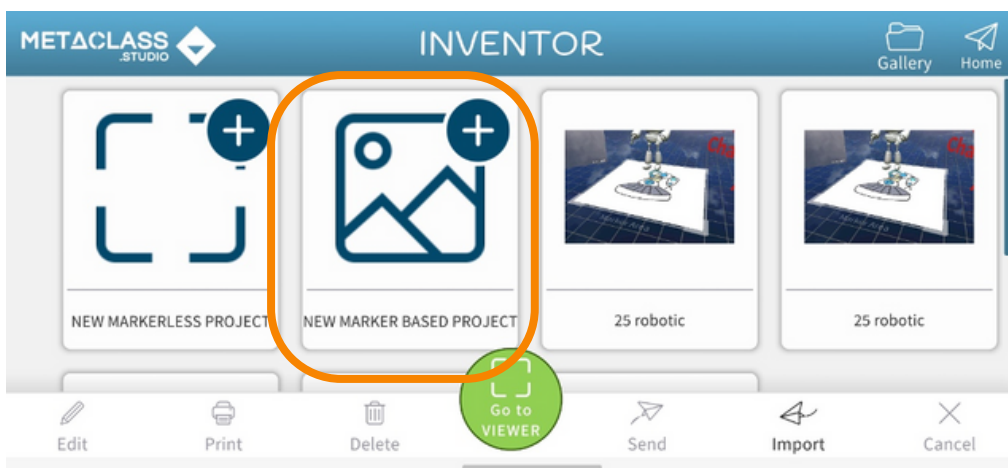 METΔCLASS
.STUDIO
INVENTOR
Gallery
Home
NEW MARKERLESS PROJECT
NEW MARKER BASED PROJECT
25 robotic
25 robotic
Edit
Print
Delete
Go to
VIEWER
Send
Import
Cancel